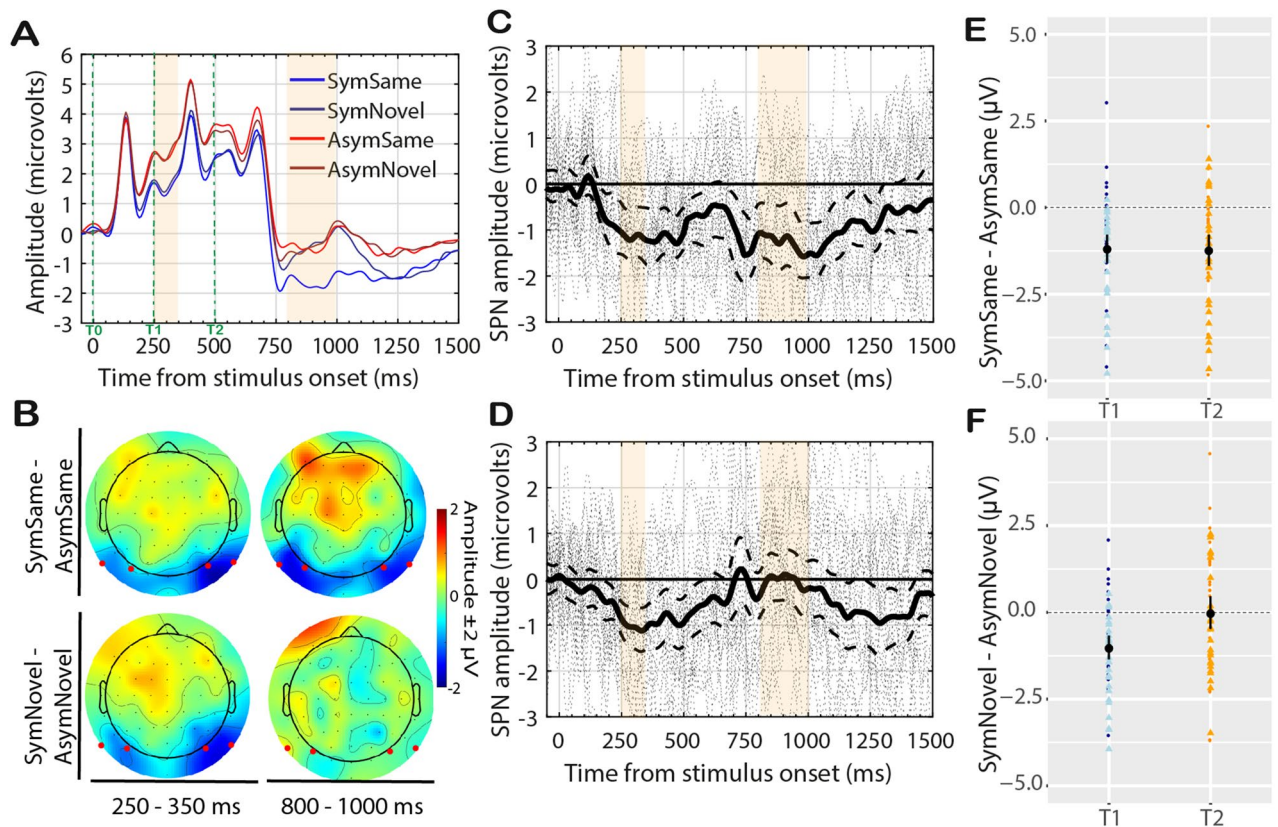 A
Amplitude (microvolts)
6
5
4
3
2
1
0
-1
-2
-3
SymSame
SymNovel
AsymSame
AsymNovel
T0
T1
T2
0 250 500 750 1000 1250 1500
Time from stimulus onset (ms)
B
SymSame -
AsymSame
SymNovel -
AsymNovel
2
0
-2
Amplitude ±2 µV
250 - 350 ms
800 - 1000 ms
C
SPN amplitude (microvolts)
3
2
1
0
-1
-2
-3
0 250 500 750 1000 1250 1500
Time from stimulus onset (ms)
D
SPN amplitude (microvolts)
3
2
1
0
-1
-2
-3
0 250 500 750 1000 1250 1500
Time from stimulus onset (ms)
E
SymSame - AsymSame (µV)
5.0
2.5
0.0
−2.5
−5.0
T1 T2
F
SymNovel - AsymNovel (µV)
5.0
2.5
0.0
−2.5
−5.0
T1 T2